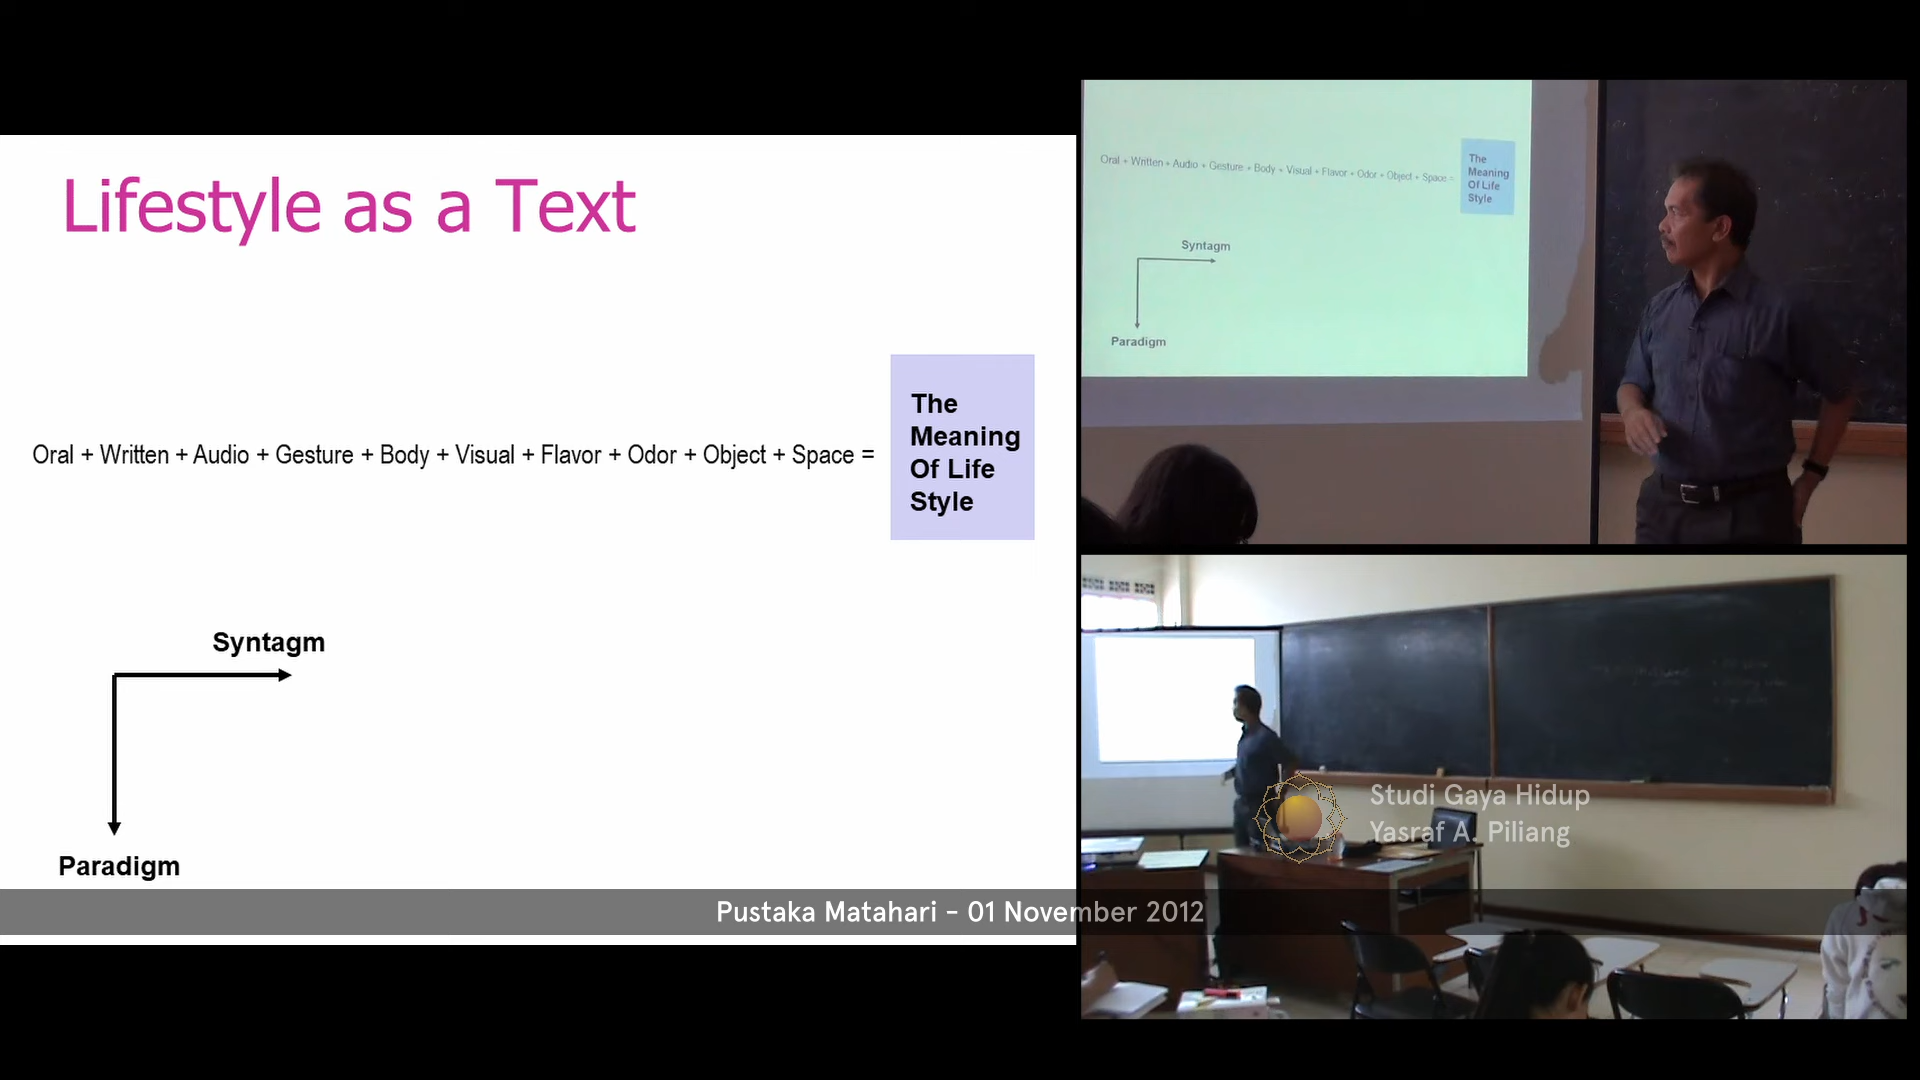 Lifestyle as a Text
Oral + Written + Audio + Gesture + Body + Visual + Flavor + Odor + Object + Space =
The
Meaning
Of Life
Style
Syntagm
Paradigm
Oral + Written + Audio + Gesture + Body + Visual + Flavor + Odor + Object + Space =
The
Meaning
Of Life
Style
Syntagm
Paradigm
Studi Gaya Hidup
Yasraf A. Piliang
Pustaka Matahari - 01 November 2012